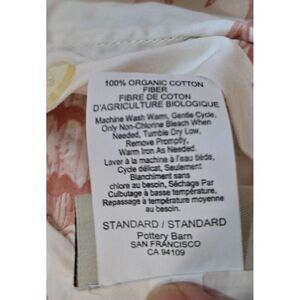 100% ORGANIC COTTON
FIBER
FIBRE DE COTON
D'AGRICULTURE BIOLOGIQUE
Machine Wash Warm, Gentle Cycle,
Only Non-Chlorine Bleach When
Needed, Tumble Dry Low,
Remove Promptly,
Warm Iron As Needed.
Laver à la machine à l'eau tiède,
Cycle délicat, Seulement
Blanchiment sans
chlore au besoin, Séchage Par
Culbutage à basse température,
Repassage à température moyenne
au besoin.
STANDARD / STANDARD
Pottery Barn
SAN FRANCISCO
CA 94109